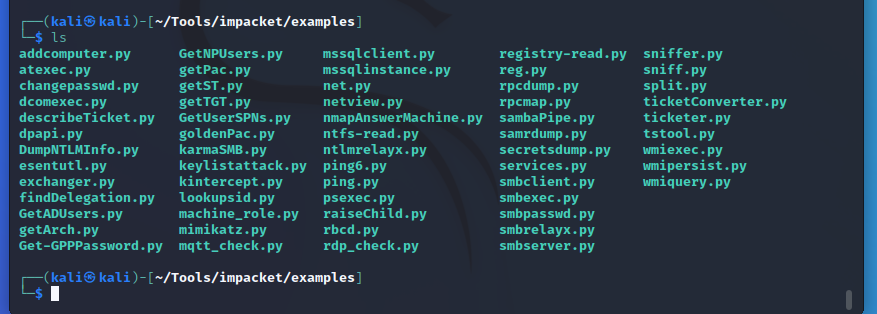 ┌──(kali㉿kali)-[~/Tools/impacket/examples]
└─$ ls
addcomputer.py GetNPUsers.py mssqlclient.py registry-read.py sniffer.py
atexec.py getPac.py mssqlinstance.py reg.py sniff.py
changepasswd.py getST.py net.py rpcdump.py split.py
dcomexec.py getTGT.py netview.py rpcmap.py ticketConverter.py
describeTicket.py GetUserSPNs.py nmapAnswerMachine.py sambaPipe.py ticketer.py
dpapi.py goldenPac.py ntfs-read.py samrdump.py tstool.py
DumpNTLMInfo.py karmaSMB.py ntlmrelayx.py secretsdump.py wmiexec.py
esentutl.py keylistattack.py ping6.py services.py wmipersist.py
exchanger.py kintercept.py ping.py smbclient.py wmiquery.py
findDelegation.py lookupsid.py psexec.py smbexec.py
GetADUsers.py machine_role.py raiseChild.py smbpasswd.py
getArch.py mimikatz.py rbcd.py smbrelayx.py
Get-GPPPassword.py mqtt_check.py rdp_check.py smbserver.py
┌──(kali㉿kali)-[~/Tools/impacket/examples]
└─$